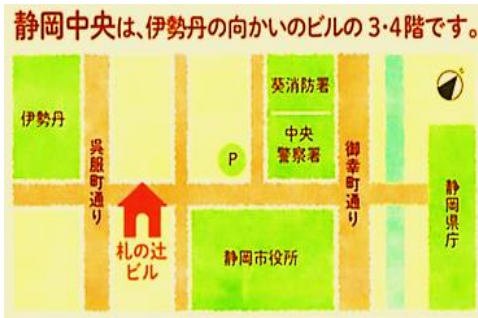 静岡中央は、伊勢丹の向かいのビルの3・4階です。
伊勢丹
呉服町通り
葵消防署
中央
警察署
P
御幸町通り
静岡県庁
札の辻
ビル
静岡市役所